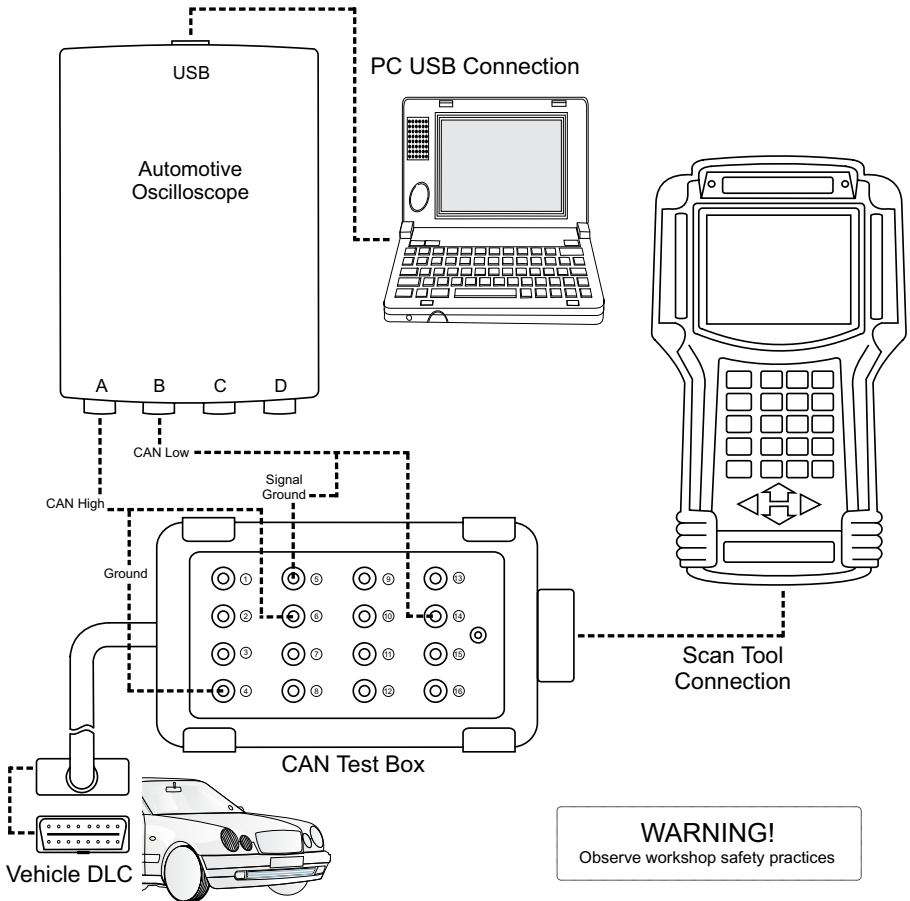 USB
PC USB Connection
Automotive
Oscilloscope
A B C D
CAN Low
Signal
Ground
CAN High
Ground
1 5 9 13
2 6 10 14
3 7 11 15
4 8 12 16
Scan Tool
Connection
CAN Test Box
Vehicle DLC
WARNING!
Observe workshop safety practices